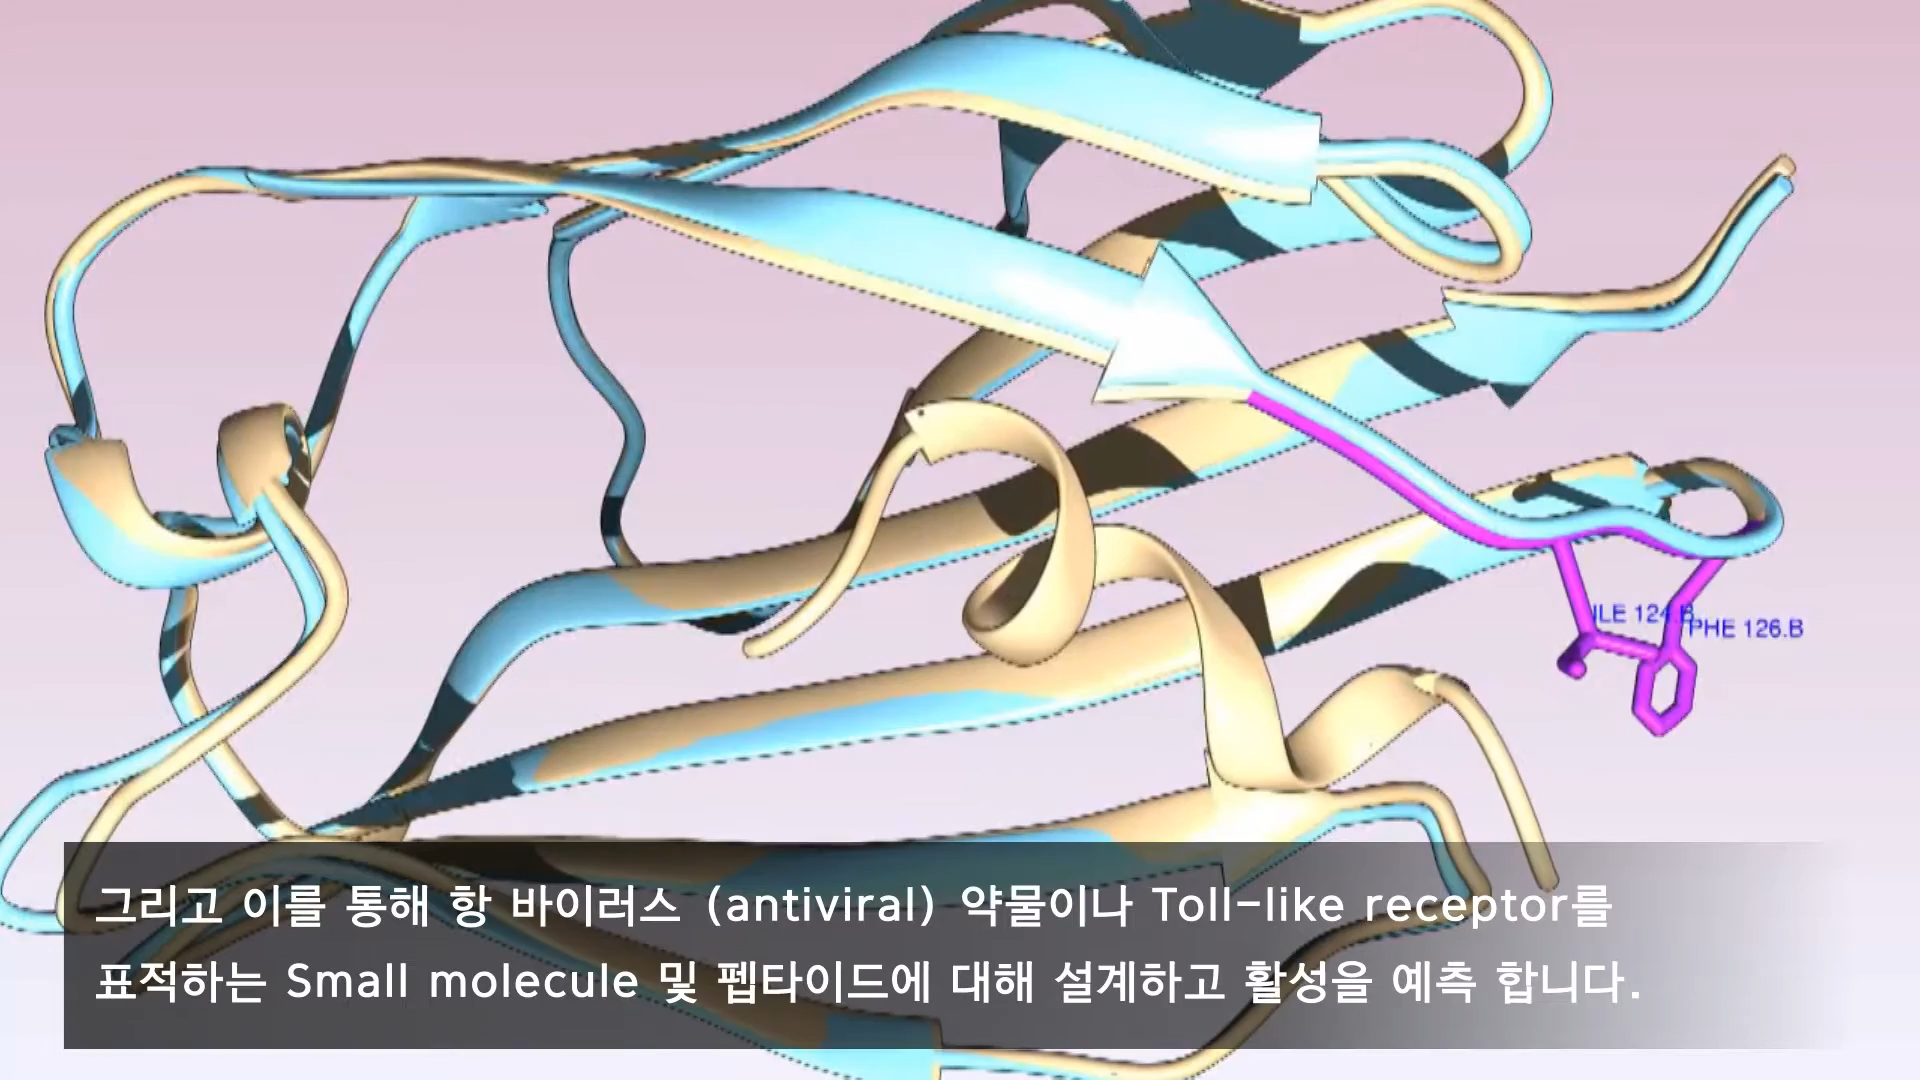 ILE 124.B
PHE 126.B
그리고 이를 통해 항 바이러스 (antiviral) 약물이나 Toll-like receptor를
표적하는 Small molecule 및 펩타이드에 대해 설계하고 활성을 예측 합니다.